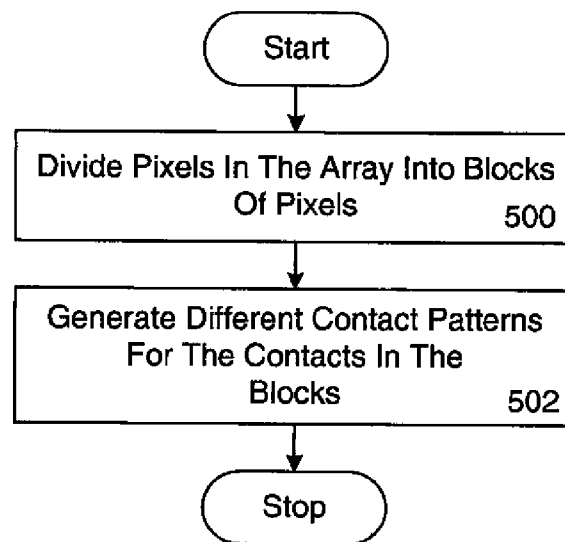 Start
Divide Pixels In The Array Into Blocks
Of Pixels
500
Generate Different Contact Patterns
For The Contacts In The
Blocks
502
Stop